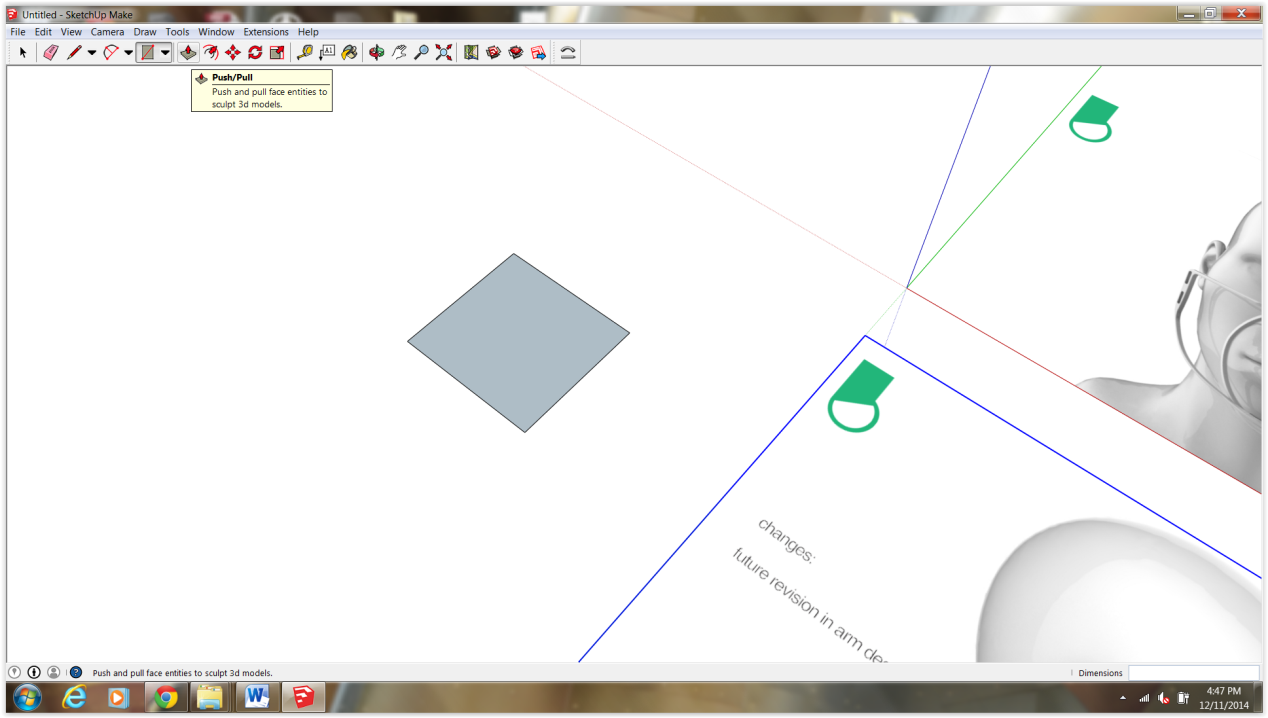 Untitled - SketchUp Make
File Edit View Camera Draw Tools Window Extensions Help
A1
Push/Pull
Push and pull face entities to
sculpt 3d models.
changes:
future revision in arm de
Push and pull face entities to sculpt 3d models.
Dimensions
4:47 PM
12/11/2014